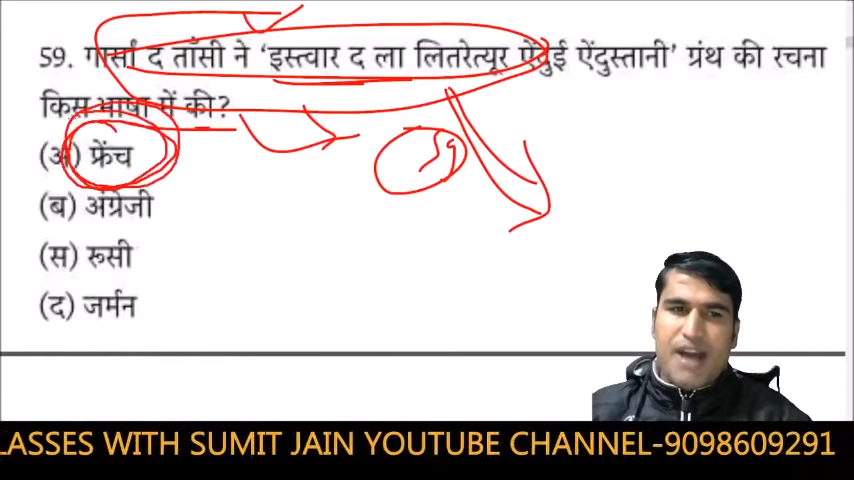 59. गार्सां द ताँसी ने ‘इस्त्वार द ला लितरेत्यूर ऐंदुई ऐंदुस्तानी’ ग्रंथ की रचना
किस भाषा में की?
(अ) फ्रेंच
(ब) अंग्रेजी
(स) रूसी
(द) जर्मन
LASSES WITH SUMIT JAIN YOUTUBE CHANNEL-9098609291